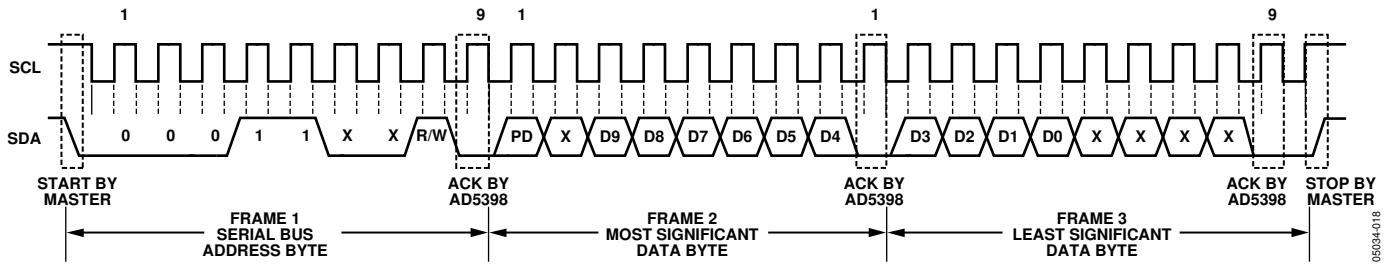 1 9 1 1 9
SCL
SDA
0 0 0 1 1 X X R/W
PD X D9 D8 D7 D6 D5 D4
D3 D2 D1 D0 X X X X
START BY
MASTER
ACK BY
AD5398
ACK BY
AD5398
ACK BY
AD5398
STOP BY
MASTER
FRAME 1
SERIAL BUS
ADDRESS BYTE
FRAME 2
MOST SIGNIFICANT
DATA BYTE
FRAME 3
LEAST SIGNIFICANT
DATA BYTE
05034-018